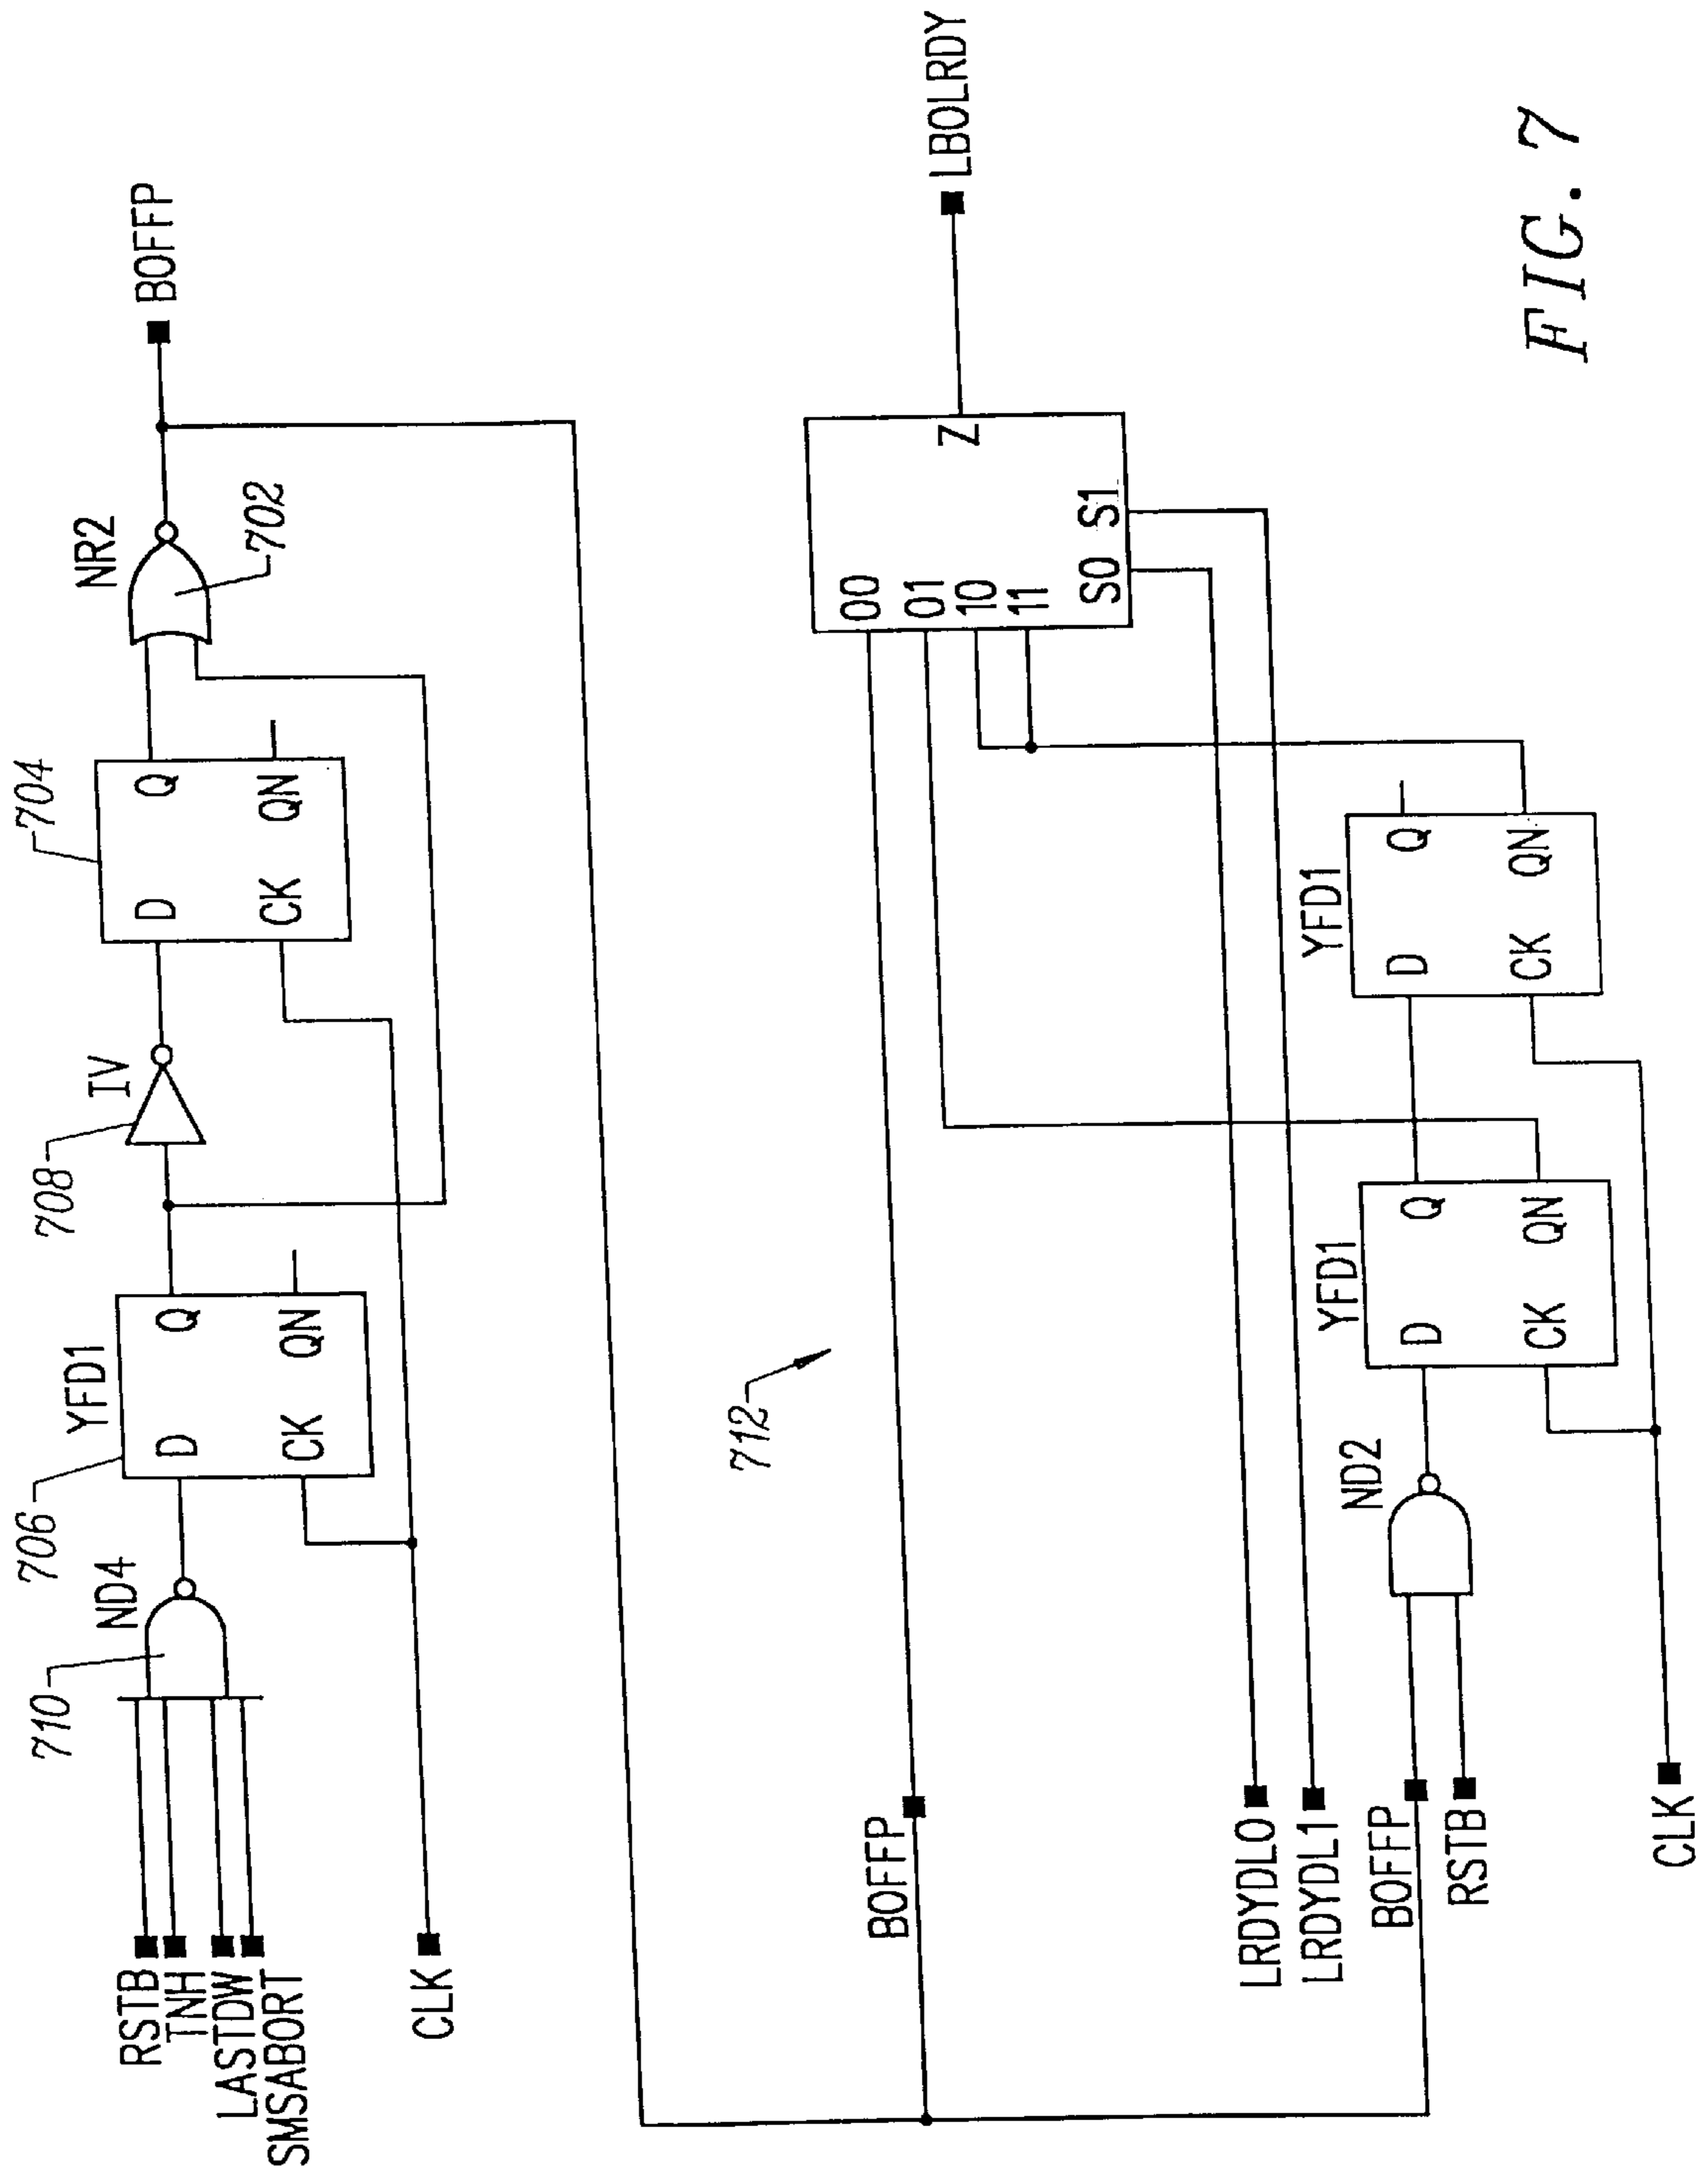 RSTB
TNH
LASTDW
SMSABORT
710
ND4
CLK
706
YFD1
D
Q
CK
QN
708
IV
704
D
Q
CK
QN
NR2
702
BOFFP
712
BOFFP
00
01
10
11
S0 S1
Z
LBOLRDY
LRDYDL0
LRDYDL1
BOFFP
RSTB
ND2
YFD1
D
Q
CK
QN
YFD1
D
Q
CK
QN
CLK
FIG. 7